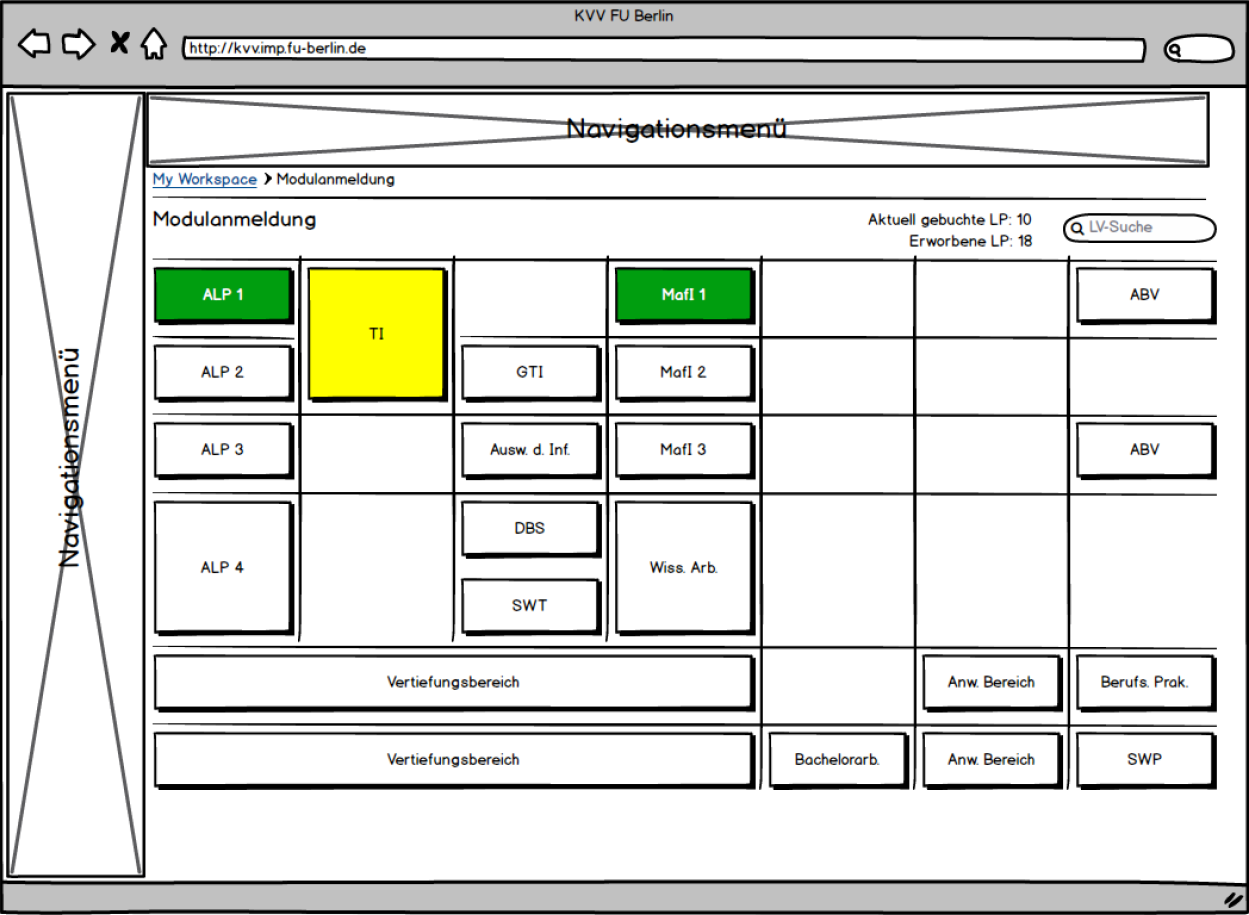 KVV FU Berlin
http://kvv.imp.fu-berlin.de
Navigationsmenü
Navigationsmenü
My Workspace > Modulanmeldung
Modulanmeldung
Aktuell gebuchte LP: 10
Erworbene LP: 18
LV-Suche
ALP 1
TI
MafI 1
ABV
ALP 2
GTI
MafI 2
ALP 3
Ausw. d. Inf.
MafI 3
ABV
ALP 4
DBS
SWT
Wiss. Arb.
Vertiefungsbereich
Anw. Bereich
Berufs. Prak.
Vertiefungsbereich
Bachelorarb.
Anw. Bereich
SWP